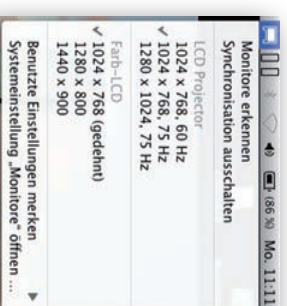 (86 %) Mo. 11:11
Monitore erkennen
Synchronisation ausschalten
LCD Projector
1024 x 768, 60 Hz
✓ 1024 x 768, 75 Hz
1280 x 1024, 75 Hz
Farb-LCD
✓ 1024 x 768 (gedehnt)
1280 x 800
1440 x 900
Benutzte Einstellungen merken
Systemeinstellung „Monitore“ öffnen ...